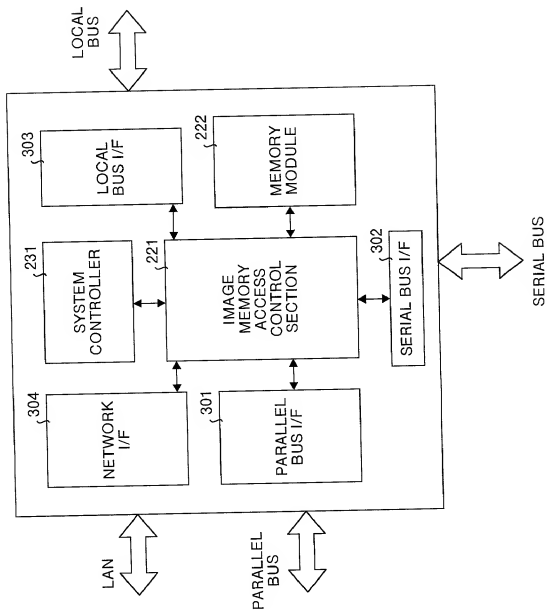 LOCAL
BUS
303
LOCAL
BUS I/F
222
MEMORY
MODULE
231
SYSTEM
CONTROLLER
221
IMAGE
MEMORY
ACCESS
CONTROL
SECTION
302
SERIAL BUS I/F
SERIAL BUS
304
NETWORK
I/F
301
PARALLEL
BUS I/F
LAN
PARALLEL
BUS